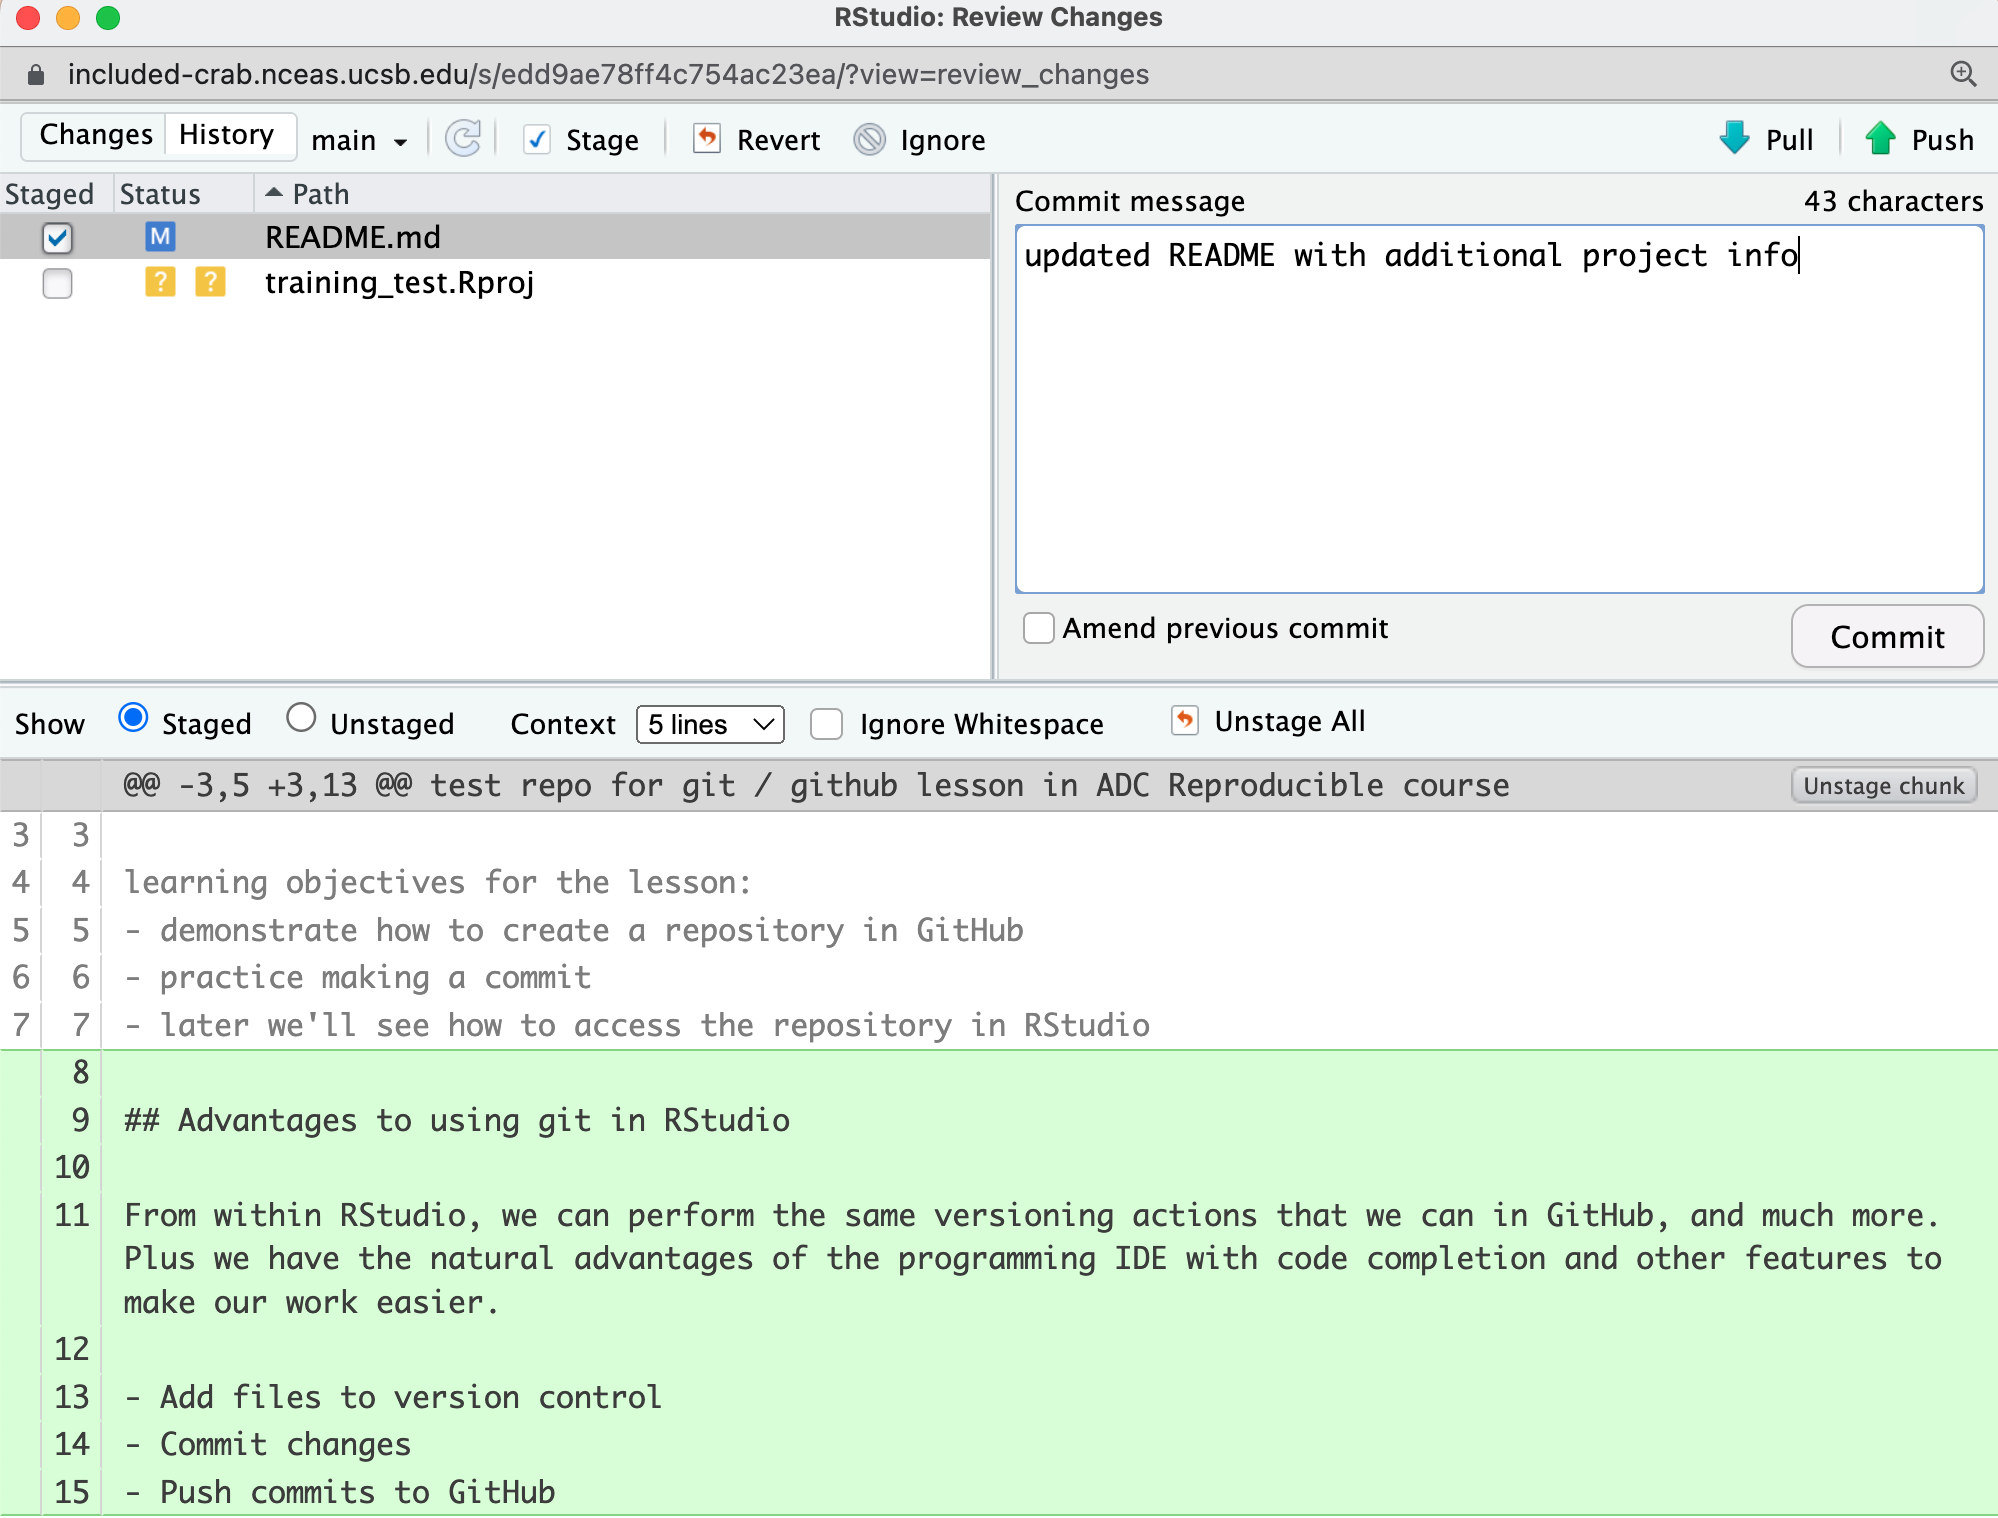 RStudio: Review Changes
included-crab.nceas.ucsb.edu/s/edd9ae78ff4c754ac23ea/?view=review_changes
Changes History main Stage Revert Ignore Pull Push
Staged Status Path
M README.md
? ? training_test.Rproj
Commit message 43 characters
updated README with additional project info
Amend previous commit
Commit
Show Staged Unstaged Context 5 lines Ignore Whitespace Unstage All
@@ -3,5 +3,13 @@ test repo for git / github lesson in ADC Reproducible course Unstage chunk
3 3
4 4 learning objectives for the lesson:
5 5 - demonstrate how to create a repository in GitHub
6 6 - practice making a commit
7 7 - later we'll see how to access the repository in RStudio
8
9 ## Advantages to using git in RStudio
10
11 From within RStudio, we can perform the same versioning actions that we can in GitHub, and much more.
Plus we have the natural advantages of the programming IDE with code completion and other features to
make our work easier.
12
13 - Add files to version control
14 - Commit changes
15 - Push commits to GitHub